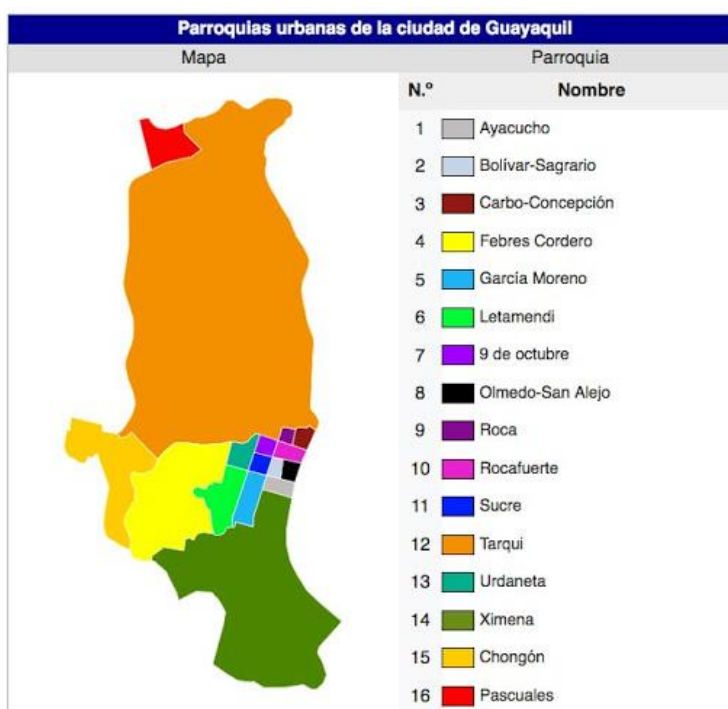 Parroquias urbanas de la ciudad de Guayaquil
Mapa Parroquia
N.º Nombre
1 Ayacucho
2 Bolívar-Sagrario
3 Carbo-Concepción
4 Febres Cordero
5 García Moreno
6 Letamendi
7 9 de octubre
8 Olmedo-San Alejo
9 Roca
10 Rocafuerte
11 Sucre
12 Tarqui
13 Urdaneta
14 Ximena
15 Chongón
16 Pascuales